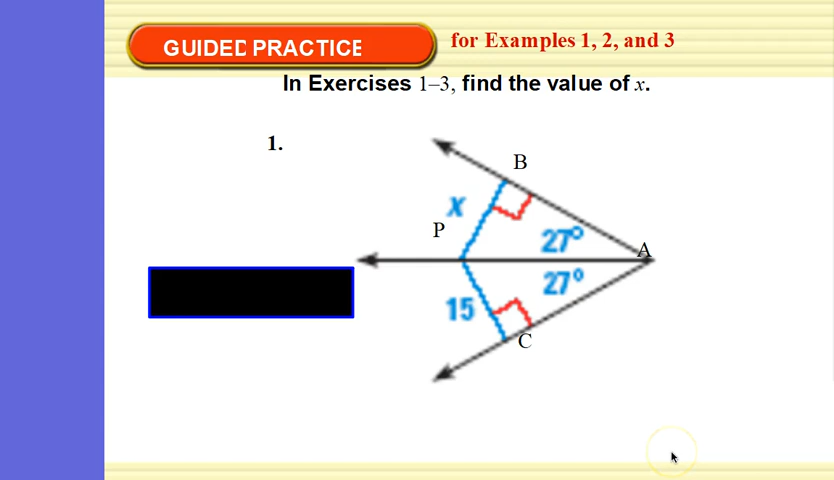 GUIDED PRACTICE
for Examples 1, 2, and 3
In Exercises 1–3, find the value of x.
1.
B
x
P
27°
A
27°
15
C